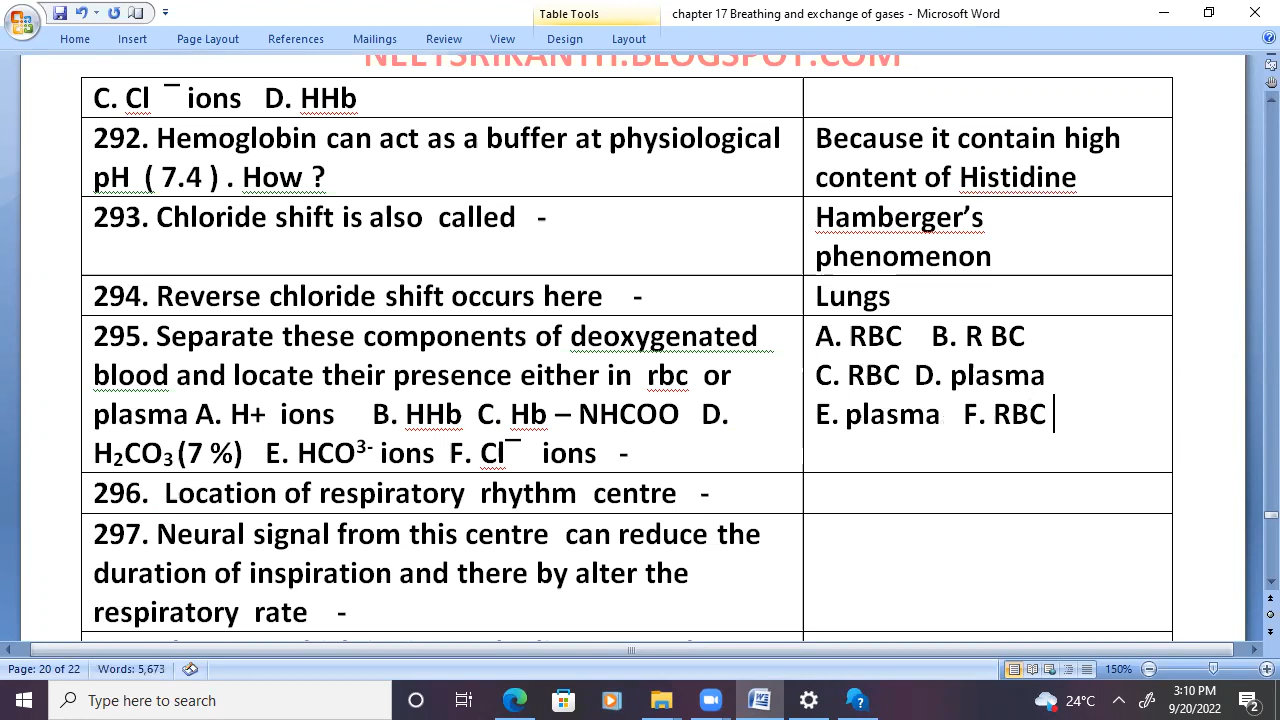 Table Tools
chapter 17 Breathing and exchange of gases - Microsoft Word
Home Insert Page Layout References Mailings Review View Design Layout
NEETSRIKANTH.BLOGSPOT.COM
C. Cl ¯ ions D. HHb
292. Hemoglobin can act as a buffer at physiological
pH ( 7.4 ) . How ?
Because it contain high
content of Histidine
293. Chloride shift is also called -
Hamberger’s
phenomenon
294. Reverse chloride shift occurs here -
Lungs
295. Separate these components of deoxygenated
blood and locate their presence either in rbc or
plasma A. H+ ions B. HHb C. Hb – NHCOO D.
H₂CO₃ (7 %) E. HCO³⁻ ions F. Cl¯ ions -
A. RBC B. R BC
C. RBC D. plasma
E. plasma F. RBC
296. Location of respiratory rhythm centre -
297. Neural signal from this centre can reduce the
duration of inspiration and there by alter the
respiratory rate -
Page: 20 of 22 Words: 5,673 150%
Type here to search
24°C
3:10 PM
9/20/2022
2